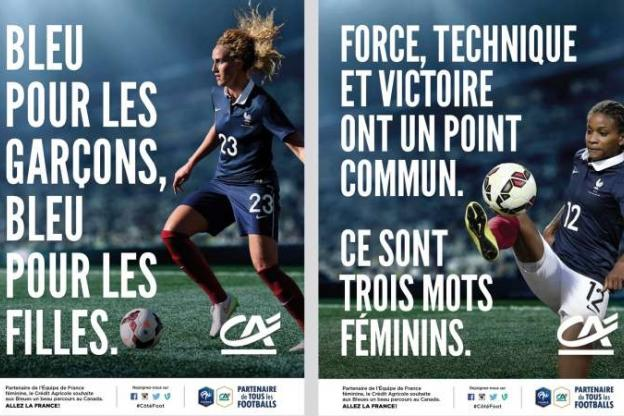 BLEU
POUR LES
GARÇONS,
BLEU
POUR LES
FILLES.
23
23
CA
Partenaire de l'Équipe de France
féminine, le Crédit Agricole souhaite
aux Bleues un beau parcours au Canada.
ALLEZ LA FRANCE!
Rejoignez-nous sur
#CôtéFoot
PARTENAIRE
de TOUS les
FOOTBALLS
FORCE, TECHNIQUE
ET VICTOIRE
ONT UN POINT
COMMUN.
CE SONT
TROIS MOTS
FÉMININS.
12
12
CA
Partenaire de l'Équipe de France
féminine, le Crédit Agricole souhaite
aux Bleues un beau parcours au Canada.
ALLEZ LA FRANCE!
Rejoignez-nous sur
#CôtéFoot
PARTENAIRE
de TOUS les
FOOTBALLS